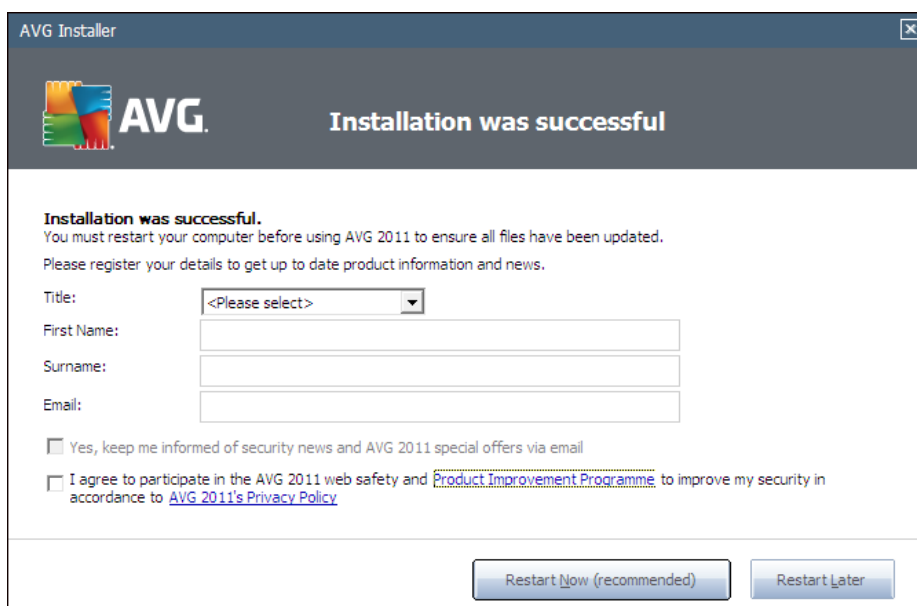 AVG Installer
AVG.
Installation was successful
Installation was successful.
You must restart your computer before using AVG 2011 to ensure all files have been updated.
Please register your details to get up to date product information and news.
Title:
<Please select>
First Name:
Surname:
Email:
Yes, keep me informed of security news and AVG 2011 special offers via email
I agree to participate in the AVG 2011 web safety and Product Improvement Programme to improve my security in
accordance to AVG 2011's Privacy Policy
Restart Now (recommended)
Restart Later